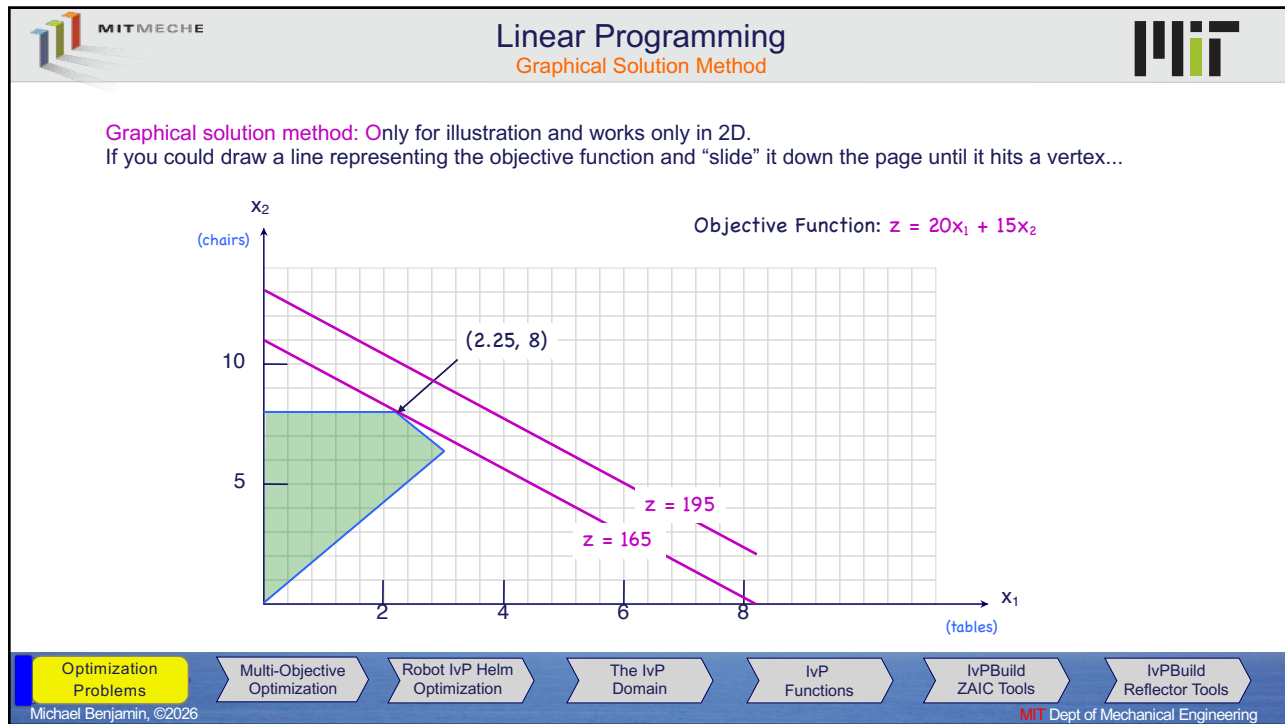 MITMECHE
Linear Programming
Graphical Solution Method
MIT
Graphical solution method: Only for illustration and works only in 2D.
If you could draw a line representing the objective function and “slide” it down the page until it hits a vertex...
x₂
(chairs)
Objective Function: z = 20x₁ + 15x₂
(2.25, 8)
10
5
z = 195
z = 165
2
4
6
8
x₁
(tables)
Optimization
Problems
Multi-Objective
Optimization
Robot IvP Helm
Optimization
The IvP
Domain
IvP
Functions
IvPBuild
ZAIC Tools
IvPBuild
Reflector Tools
Michael Benjamin, ©2026
MIT Dept of Mechanical Engineering